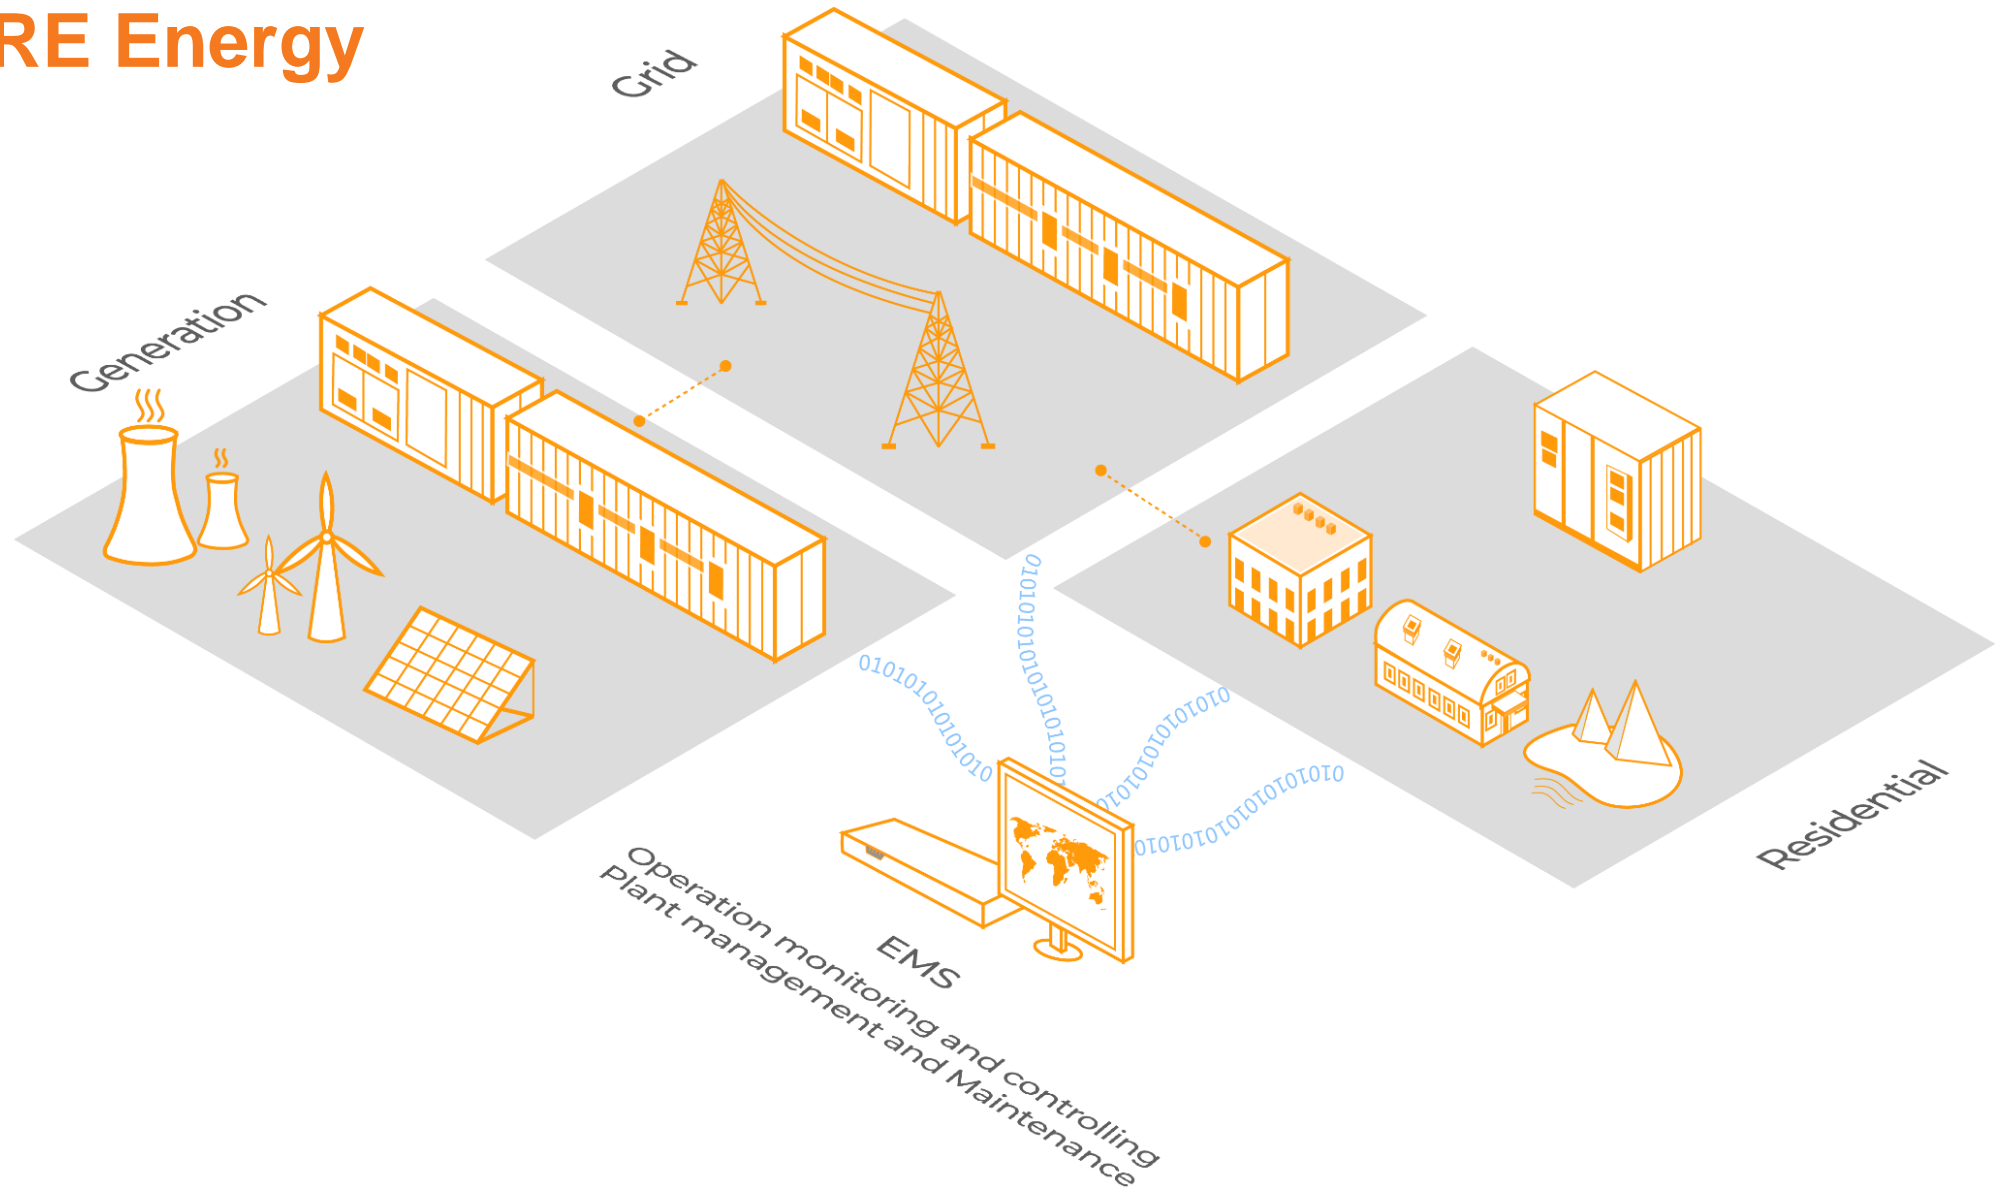 RE Energy
Grid
Generation
Residential
EMS
Operation monitoring and controlling
Plant management and Maintenance